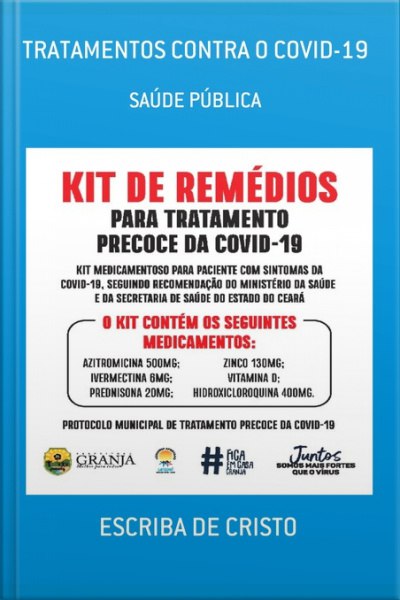 TRATAMENTOS CONTRA O COVID-19
SAÚDE PÚBLICA
KIT DE REMÉDIOS
PARA TRATAMENTO
PRECOCE DA COVID-19
KIT MEDICAMENTOSO PARA PACIENTE COM SINTOMAS DA
COVID-19, SEGUINDO RECOMENDAÇÃO DO MINISTÉRIO DA SAÚDE
E DA SECRETARIA DE SAÚDE DO ESTADO DO CEARÁ
O KIT CONTÉM OS SEGUINTES
MEDICAMENTOS:
AZITROMICINA 500MG;
IVERMECTINA 6MG;
PREDNISONA 20MG;
ZINCO 130MG;
VITAMINA D;
HIDROXICLOROQUINA 400MG.
PROTOCOLO MUNICIPAL DE TRATAMENTO PRECOCE DA COVID-19
GRANJA
#FICA
EM CASA
GRANJA
Juntos
SOMOS MAIS FORTES
QUE O VÍRUS
ESCRIBA DE CRISTO